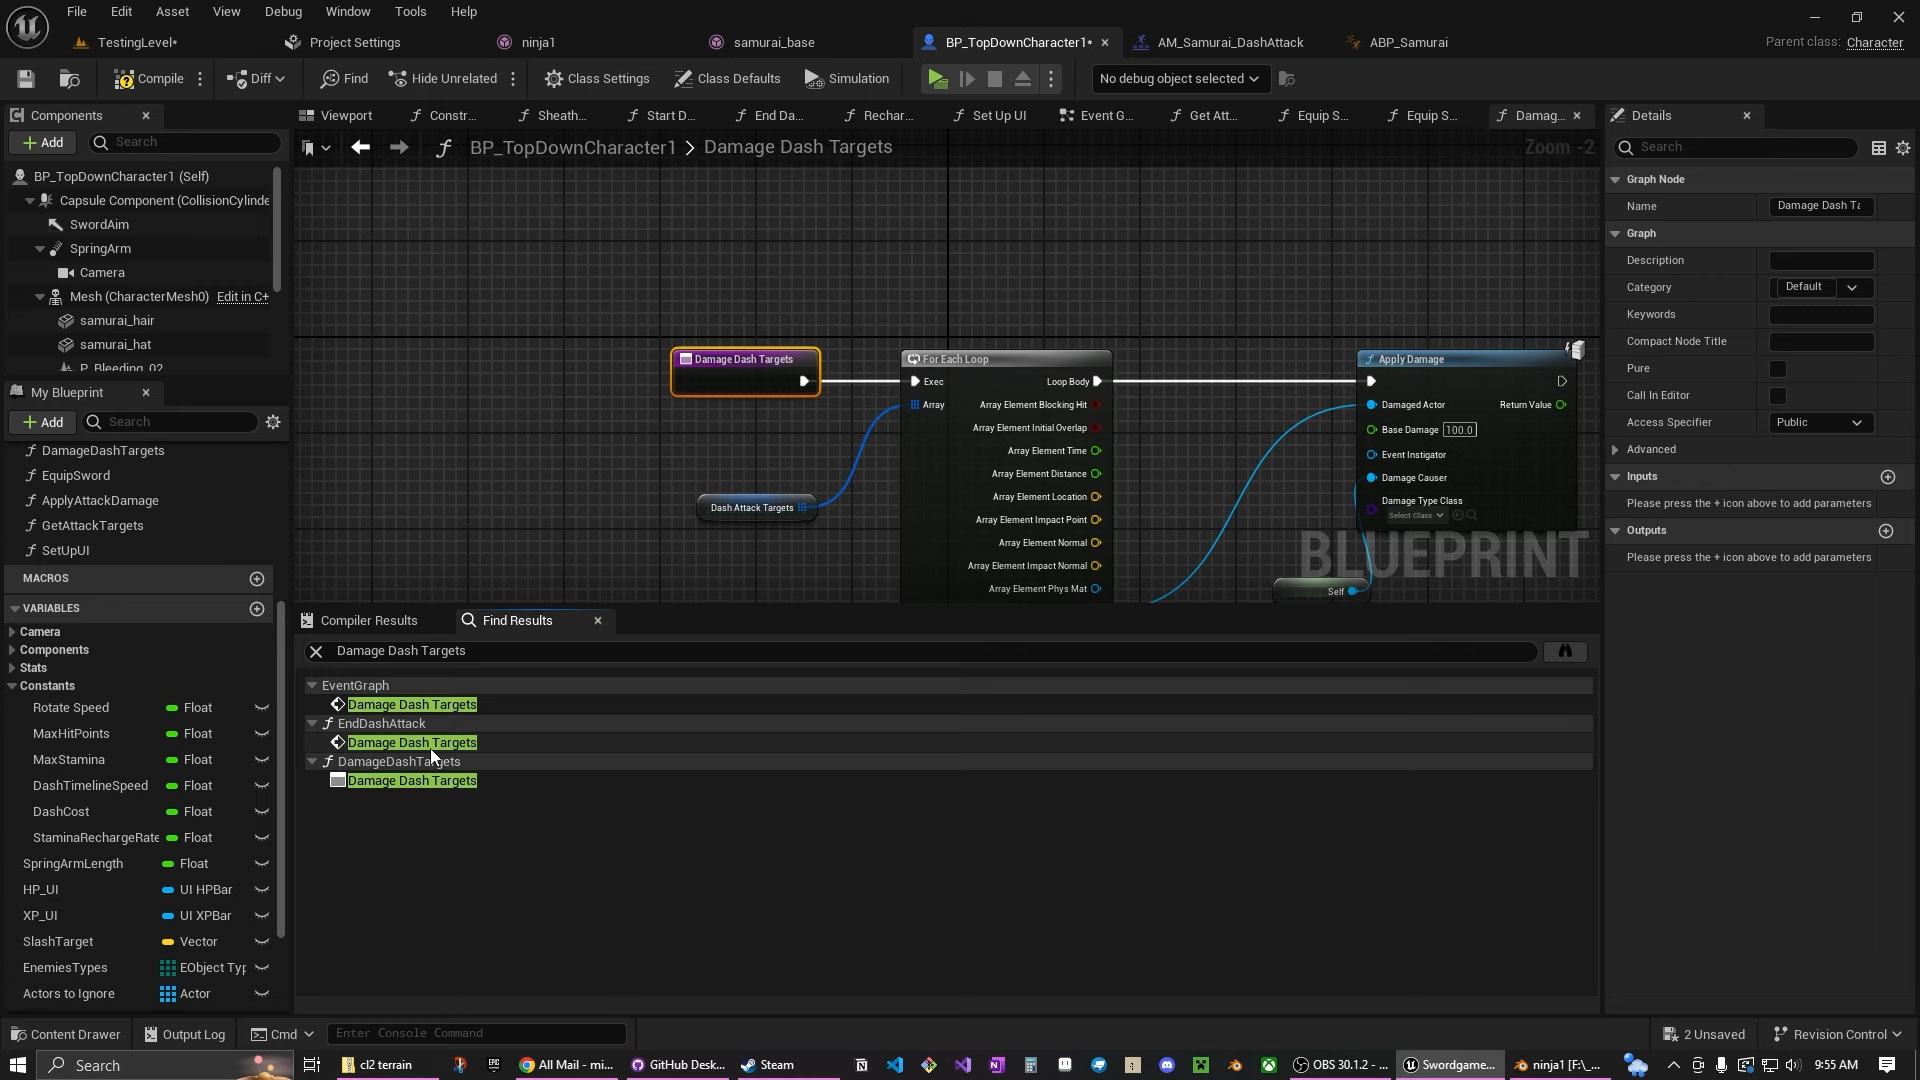 File Edit Asset View Debug Window Tools Help
TestingLevel* Project Settings ninja1 samurai_base BP_TopDownCharacter1* AM_Samurai_DashAttack ABP_Samurai Parent class: Character
Compile Diff Find Hide Unrelated Class Settings Class Defaults Simulation No debug object selected
Components Viewport Constr... Sheath... Start D... End Da... Rechar... Set Up UI Event G... Get Att... Equip S... Equip S... Damag... Details
Add Search BP_TopDownCharacter1 > Damage Dash Targets Zoom -2 Search
BP_TopDownCharacter1 (Self)
Capsule Component (CollisionCylinde
SwordAim
SpringArm
Camera
Mesh (CharacterMesh0) Edit in C+
samurai_hair
samurai_hat
P_Bleeding_02
My Blueprint
Add Search
DamageDashTargets
EquipSword
ApplyAttackDamage
GetAttackTargets
SetUpUI
MACROS
VARIABLES
Camera
Components
Stats
Constants
Rotate Speed Float
MaxHitPoints Float
MaxStamina Float
DashTimelineSpeed Float
DashCost Float
StaminaRechargeRate Float
SpringArmLength Float
HP_UI UI HPBar
XP_UI UI XPBar
SlashTarget Vector
EnemiesTypes EObject Typ
Actors to Ignore Actor
Damage Dash Targets
Dash Attack Targets
For Each Loop
Exec Loop Body
Array Array Element Blocking Hit
Array Element Initial Overlap
Array Element Time
Array Element Distance
Array Element Location
Array Element Impact Point
Array Element Normal
Array Element Impact Normal
Array Element Phys Mat
Apply Damage
Damaged Actor Return Value
Base Damage 100.0
Event Instigator
Damage Causer
Damage Type Class
Select Class
Self
BLUEPRINT
Graph Node
Name Damage Dash Ta
Graph
Description
Category Default
Keywords
Compact Node Title
Pure
Call In Editor
Access Specifier Public
Advanced
Inputs
Please press the + icon above to add parameters
Outputs
Please press the + icon above to add parameters
Compiler Results Find Results
Damage Dash Targets
EventGraph
Damage Dash Targets
EndDashAttack
Damage Dash Targets
DamageDashTargets
Damage Dash Targets
Content Drawer Output Log Cmd Enter Console Command 2 Unsaved Revision Control
Search cl2 terrain EPIC All Mail - mi... GitHub Desk... Steam OBS 30.1.2 - ... Swordgame... ninja1 [F:\_... 9:55 AM